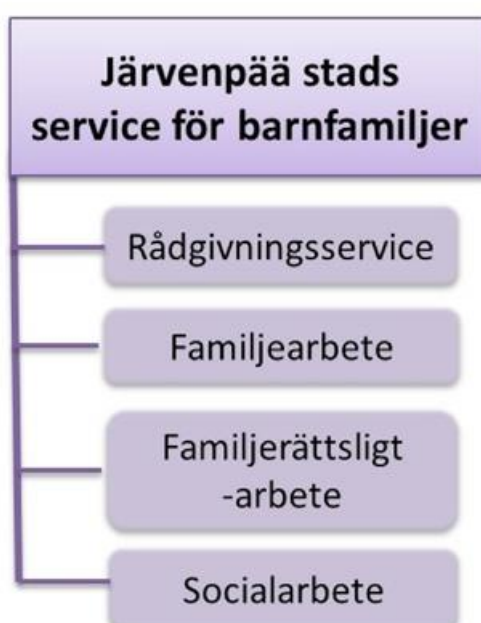 Järvenpää stads
service för barnfamiljer
Rådgivningsservice
Familjearbete
Familjerättsligt
-arbete
Socialarbete